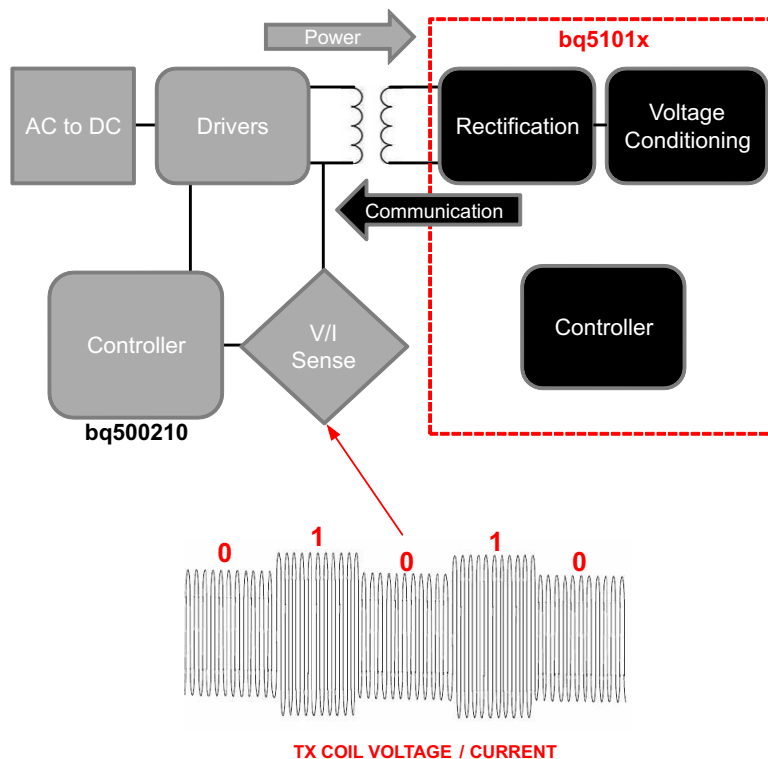 Power
bq5101x
AC to DC
Drivers
Rectification
Voltage
Conditioning
Communication
Controller
V/I
Sense
Controller
bq500210
0
1
0
1
0
TX COIL VOLTAGE / CURRENT